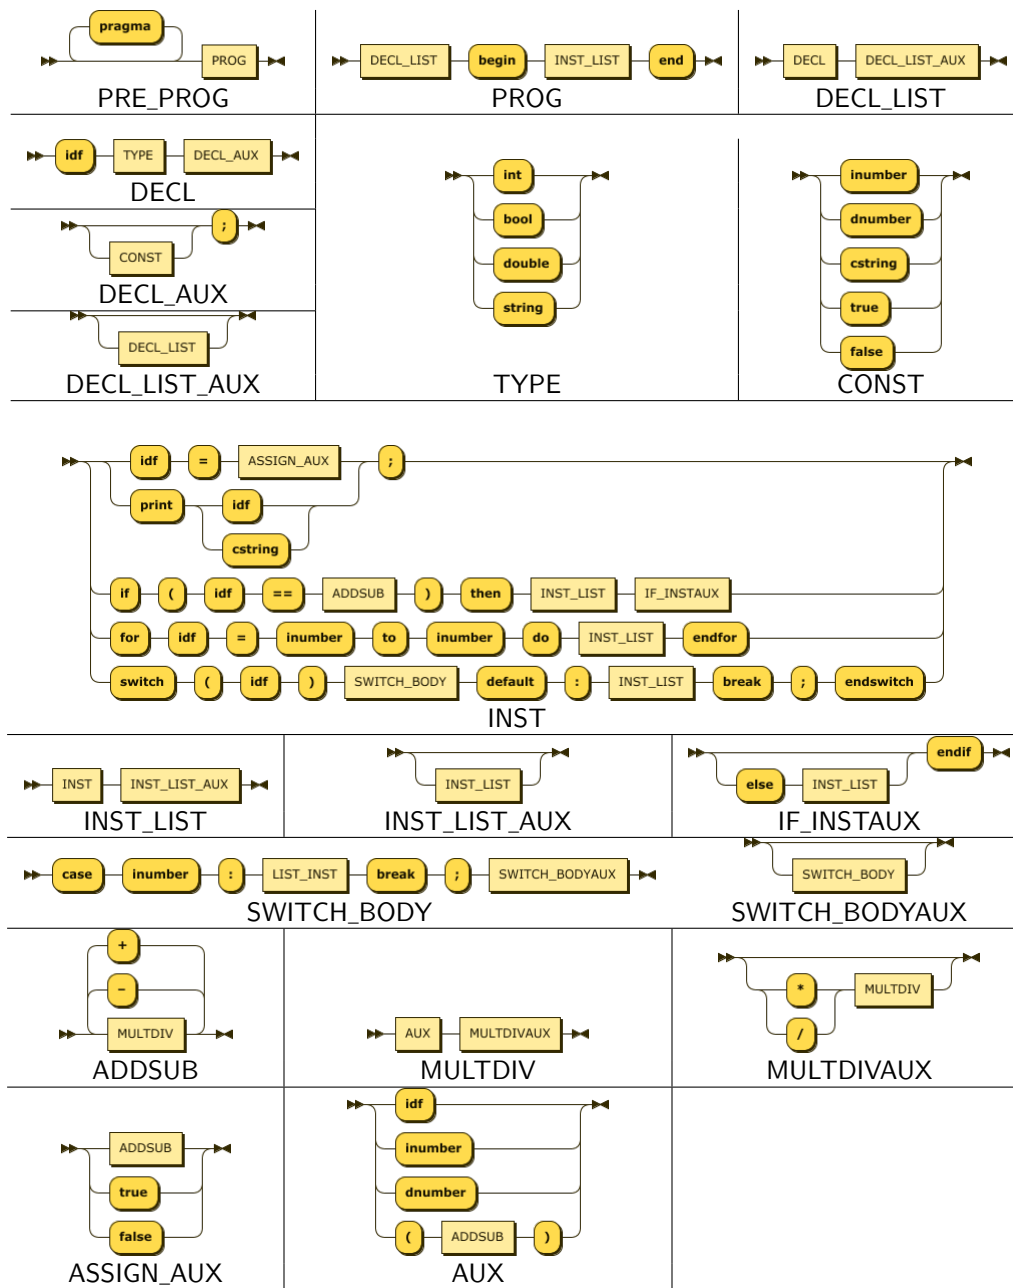 pragma
PROG
PRE_PROG
DECL_LIST begin INST_LIST end
PROG
DECL DECL_LIST_AUX
DECL_LIST
idf TYPE DECL_AUX
DECL
CONST ;
DECL_AUX
DECL_LIST
DECL_LIST_AUX
int
bool
double
string
TYPE
inumber
dnumber
cstring
true
false
CONST
idf = ASSIGN_AUX ;
print idf
cstring
if ( idf == ADDSUB ) then INST_LIST IF_INSTAUX
for idf = inumber to inumber do INST_LIST endfor
switch ( idf ) SWITCH_BODY default : INST_LIST break ; endswitch
INST
INST INST_LIST_AUX
INST_LIST
INST_LIST
INST_LIST_AUX
else INST_LIST endif
IF_INSTAUX
case inumber : LIST_INST break ; SWITCH_BODYAUX
SWITCH_BODY
SWITCH_BODY
SWITCH_BODYAUX
+
−
MULTDIV
ADDSUB
AUX MULTDIVAUX
MULTDIV
* MULTDIV
/
MULTDIVAUX
ADDSUB
true
false
ASSIGN_AUX
idf
inumber
dnumber
( ADDSUB )
AUX